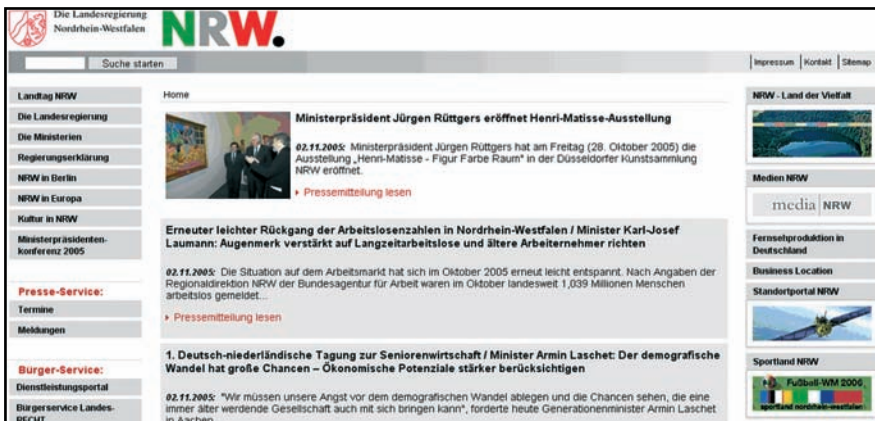 Die Landesregierung
Nordrhein-Westfalen
NRW.
Suche starten
Impressum | Kontakt | Sitemap
Landtag NRW
Die Landesregierung
Die Ministerien
Regierungserklärung
NRW in Berlin
NRW in Europa
Kultur in NRW
Ministerpräsidenten-
konferenz 2005
Presse-Service:
Termine
Meldungen
Bürger-Service:
Dienstleistungsportal
Bürgerservice Landes-
RECHT
Home
Ministerpräsident Jürgen Rüttgers eröffnet Henri-Matisse-Ausstellung
02.11.2005: Ministerpräsident Jürgen Rüttgers hat am Freitag (28. Oktober 2005) die
Ausstellung „Henri-Matisse - Figur Farbe Raum" in der Düsseldorfer Kunstsammlung
NRW eröffnet.
Pressemitteilung lesen
Erneuter leichter Rückgang der Arbeitslosenzahlen in Nordrhein-Westfalen / Minister Karl-Josef
Laumann: Augenmerk verstärkt auf Langzeitarbeitslose und ältere Arbeiternehmer richten
02.11.2005: Die Situation auf dem Arbeitsmarkt hat sich im Oktober 2005 erneut leicht entspannt. Nach Angaben der
Regionaldirektion NRW der Bundesagentur für Arbeit waren im Oktober landesweit 1,039 Millionen Menschen
arbeitslos gemeldet...
Pressemitteilung lesen
1. Deutsch-niederländische Tagung zur Seniorenwirtschaft / Minister Armin Laschet: Der demografische
Wandel hat große Chancen – Ökonomische Potenziale stärker berücksichtigen
02.11.2005: "Wir müssen unsere Angst vor dem demografischen Wandel ablegen und die Chancen sehen, die eine
immer älter werdende Gesellschaft auch mit sich bringen kann", forderte heute Generationenminister Armin Laschet
in Aachen
NRW - Land der Vielfalt
Medien NRW
media NRW
Fernsehproduktion in
Deutschland
Business Location
Standortportal NRW
Sportland NRW
Fußball-WM 2006
sportland nordrhein-westfalen